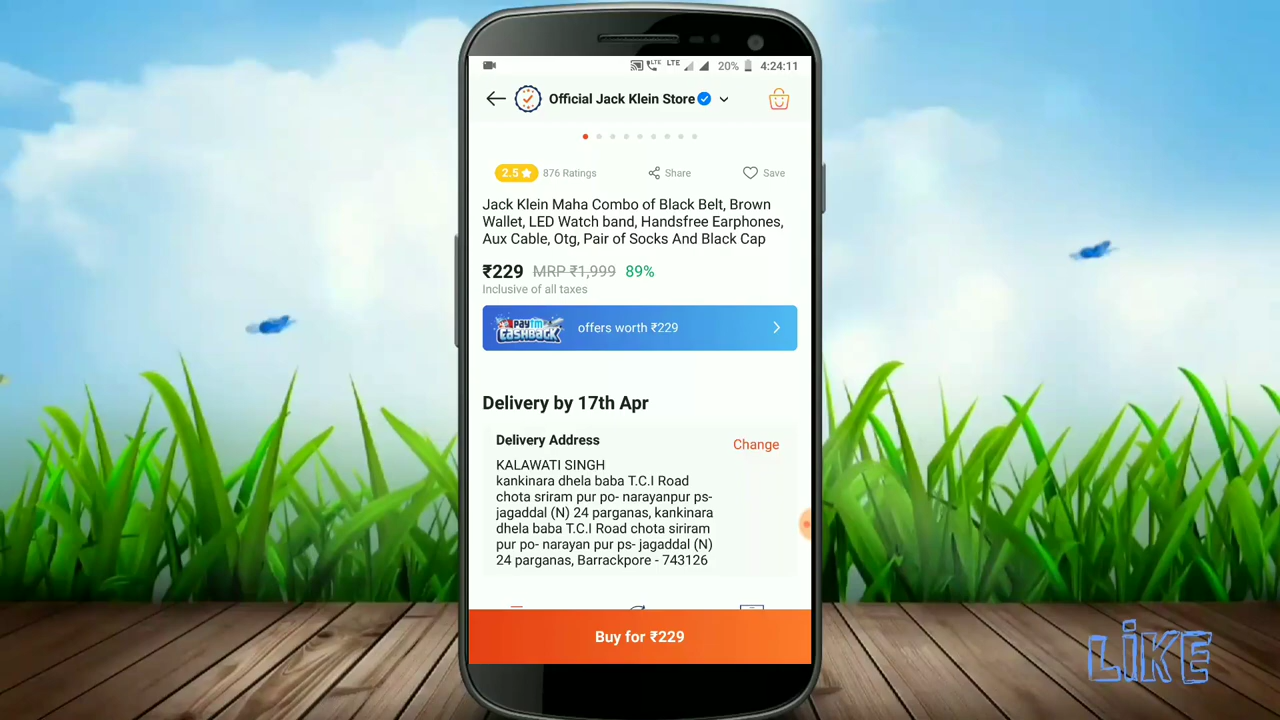 LTE LTE 20% 4:24:11
Official Jack Klein Store
2.5 876 Ratings Share Save
Jack Klein Maha Combo of Black Belt, Brown
Wallet, LED Watch band, Handsfree Earphones,
Aux Cable, Otg, Pair of Socks And Black Cap
₹229 MRP ₹1,999 89%
Inclusive of all taxes
paytm CASHBACK offers worth ₹229
Delivery by 17th Apr
Delivery Address
Change
KALAWATI SINGH
kankinara dhela baba T.C.I Road
chota sriram pur po- narayanpur ps-
jagaddal (N) 24 parganas, kankinara
dhela baba T.C.I Road chota siriram
pur po- narayan pur ps- jagaddal (N)
24 parganas, Barrackpore - 743126
Buy for ₹229
LiKE